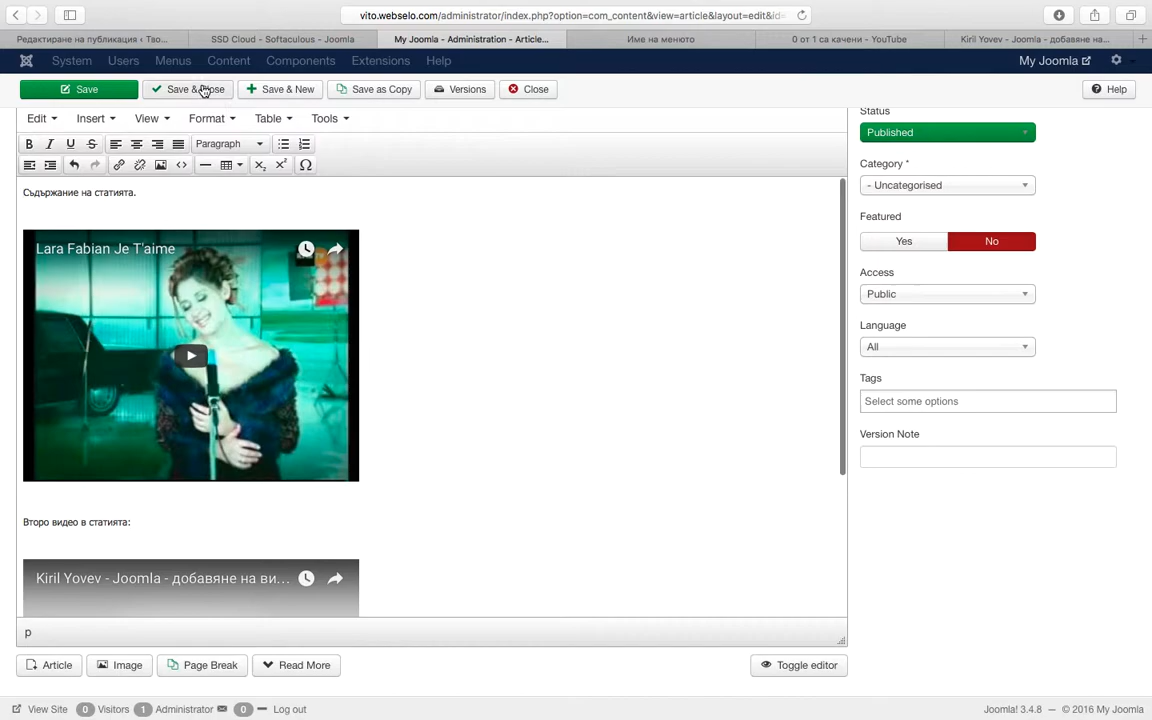 vito.webselo.com/administrator/index.php?option=com_content&view=article&layout=edit&id=
Редактиране на публикация ‹ Тво...
SSD Cloud - Softaculous - Joomla
My Joomla - Administration - Article...
Име на менюто
0 от 1 са качени - YouTube
Kiril Yovev - Joomla - добавяне на...
System Users Menus Content Components Extensions Help
My Joomla
Save
Save & Close
Save & New
Save as Copy
Versions
Close
Help
Edit Insert View Format Table Tools
B I U S Paragraph
Съдържание на статията.
Lara Fabian Je T'aime
Второ видео в статията:
Kiril Yovev - Joomla - добавяне на ви...
p
Article
Image
Page Break
Read More
Toggle editor
Status
Published
Category *
- Uncategorised
Featured
Yes No
Access
Public
Language
All
Tags
Select some options
Version Note
View Site 0 Visitors 1 Administrator 0 Log out
Joomla! 3.4.8 — © 2016 My Joomla